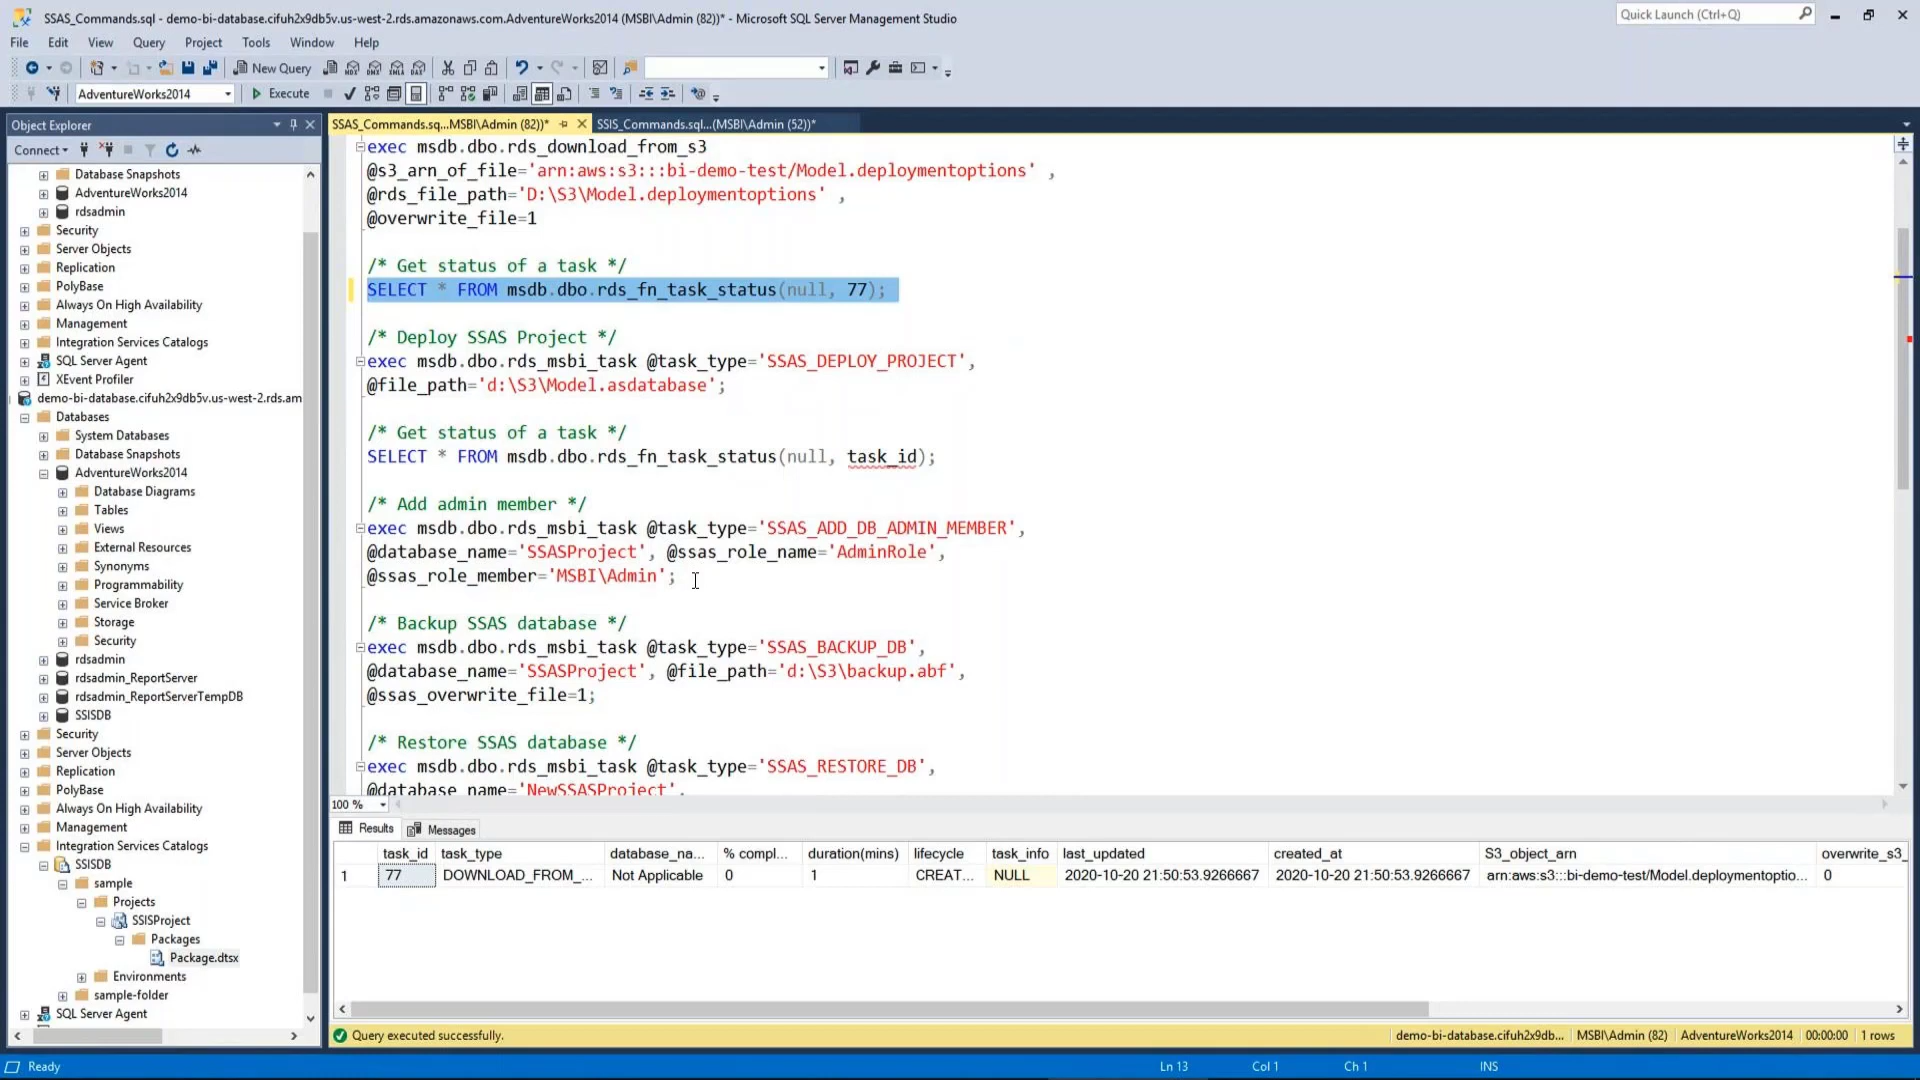 SSAS_Commands.sql - demo-bi-database.cifuh2x9db5v.us-west-2.rds.amazonaws.com.AdventureWorks2014 (MSBI\Admin (82))* - Microsoft SQL Server Management Studio
Quick Launch (Ctrl+Q)
File Edit View Query Project Tools Window Help
New Query
AdventureWorks2014
Execute
Object Explorer
Connect
Database Snapshots
AdventureWorks2014
rdsadmin
Security
Server Objects
Replication
PolyBase
Always On High Availability
Management
Integration Services Catalogs
SQL Server Agent
XEvent Profiler
demo-bi-database.cifuh2x9db5v.us-west-2.rds.am
Databases
System Databases
Database Snapshots
AdventureWorks2014
Database Diagrams
Tables
Views
External Resources
Synonyms
Programmability
Service Broker
Storage
Security
rdsadmin
rdsadmin_ReportServer
rdsadmin_ReportServerTempDB
SSISDB
Security
Server Objects
Replication
PolyBase
Always On High Availability
Management
Integration Services Catalogs
SSISDB
sample
Projects
SSISProject
Packages
Package.dtsx
Environments
sample-folder
SQL Server Agent
SSAS_Commands.sq...MSBI\Admin (82))*
SSIS_Commands.sql...(MSBI\Admin (52))*
exec msdb.dbo.rds_download_from_s3
@s3_arn_of_file='arn:aws:s3:::bi-demo-test/Model.deploymentoptions' ,
@rds_file_path='D:\S3\Model.deploymentoptions' ,
@overwrite_file=1
/* Get status of a task */
SELECT * FROM msdb.dbo.rds_fn_task_status(null, 77);
/* Deploy SSAS Project */
exec msdb.dbo.rds_msbi_task @task_type='SSAS_DEPLOY_PROJECT',
@file_path='d:\S3\Model.asdatabase';
/* Get status of a task */
SELECT * FROM msdb.dbo.rds_fn_task_status(null, task_id);
/* Add admin member */
exec msdb.dbo.rds_msbi_task @task_type='SSAS_ADD_DB_ADMIN_MEMBER',
@database_name='SSASProject', @ssas_role_name='AdminRole',
@ssas_role_member='MSBI\Admin';
/* Backup SSAS database */
exec msdb.dbo.rds_msbi_task @task_type='SSAS_BACKUP_DB',
@database_name='SSASProject', @file_path='d:\S3\backup.abf',
@ssas_overwrite_file=1;
/* Restore SSAS database */
exec msdb.dbo.rds_msbi_task @task_type='SSAS_RESTORE_DB',
@database_name='NewSSASProject',
100 %
Results Messages
task_id task_type database_na... % compl... duration(mins) lifecycle task_info last_updated created_at S3_object_arn overwrite_s3_
1 77 DOWNLOAD_FROM_... Not Applicable 0 1 CREAT... NULL 2020-10-20 21:50:53.9266667 2020-10-20 21:50:53.9266667 arn:aws:s3:::bi-demo-test/Model.deploymentoptio... 0
Query executed successfully.
demo-bi-database.cifuh2x9db... MSBI\Admin (82) AdventureWorks2014 00:00:00 1 rows
Ready
Ln 13 Col 1 Ch 1 INS